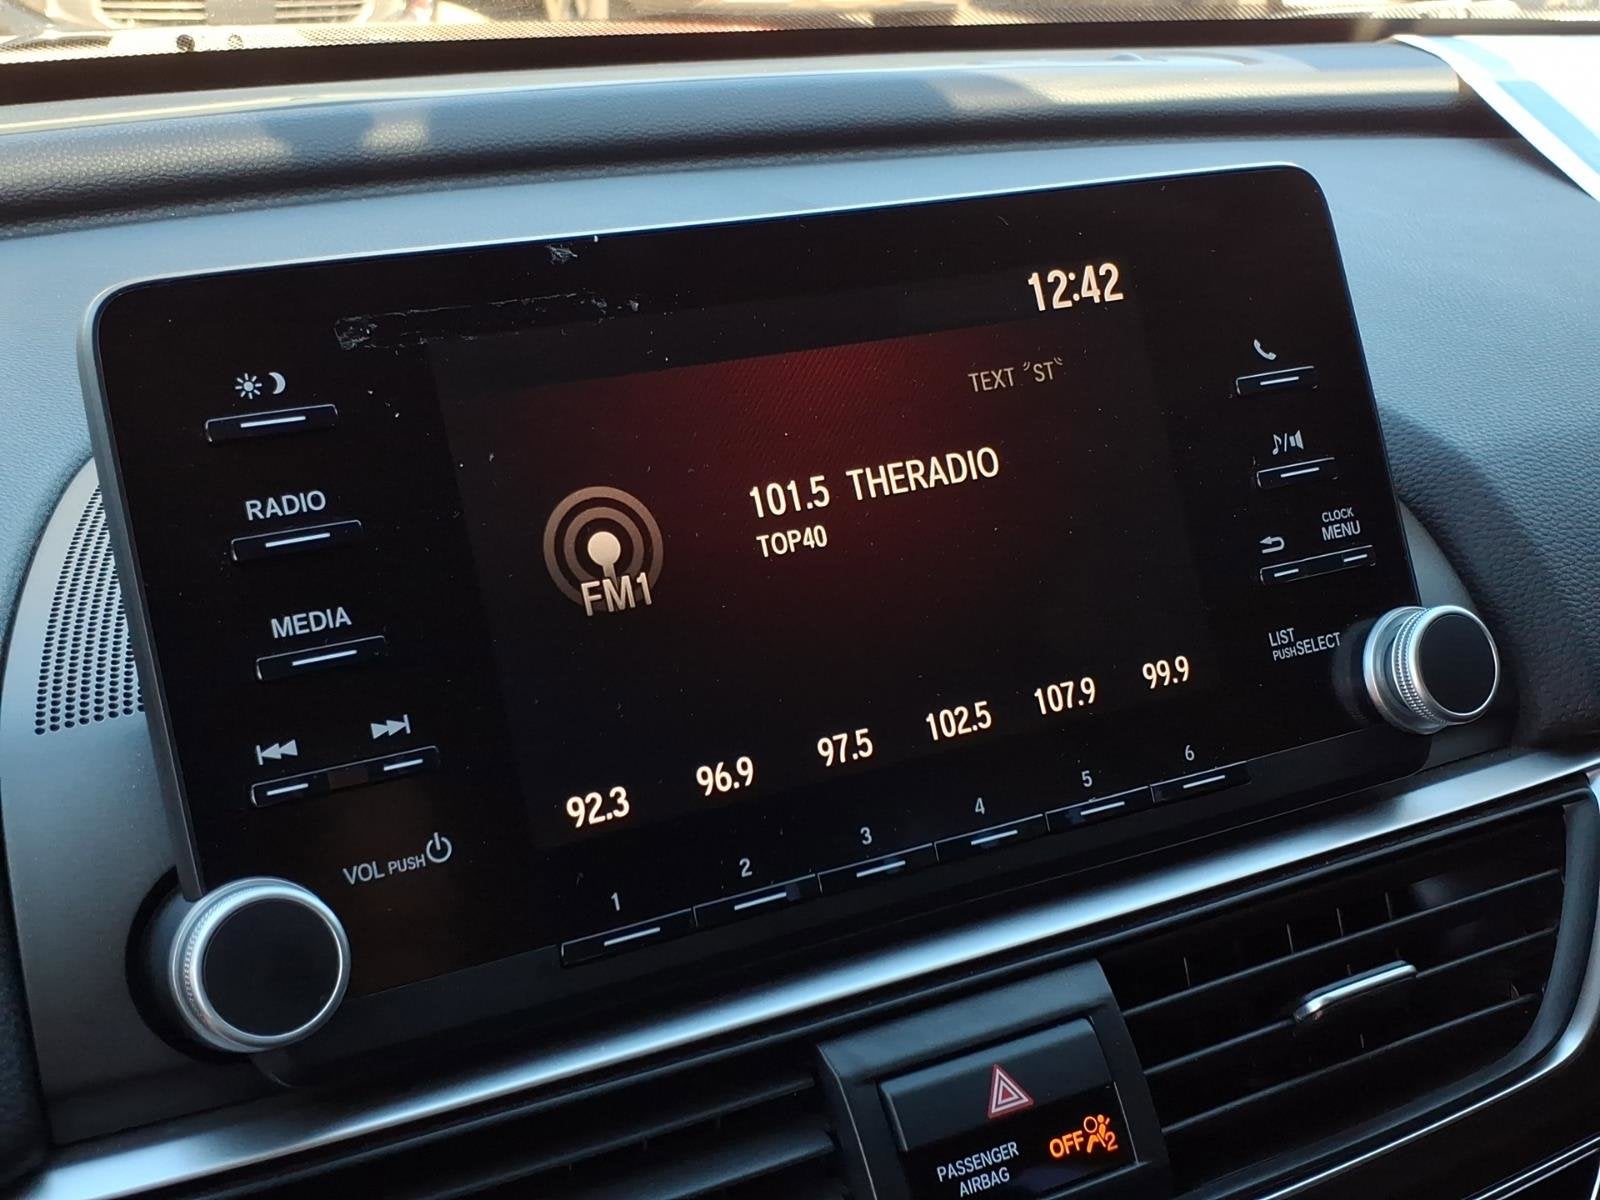 12:42
TEXT "ST"
RADIO
101.5 THERADIO
TOP40
FM1
CLOCK
MENU
MEDIA
LIST
PUSH SELECT
92.3 96.9 97.5 102.5 107.9 99.9
1 2 3 4 5 6
VOL PUSH
PASSENGER
AIRBAG
OFF 2